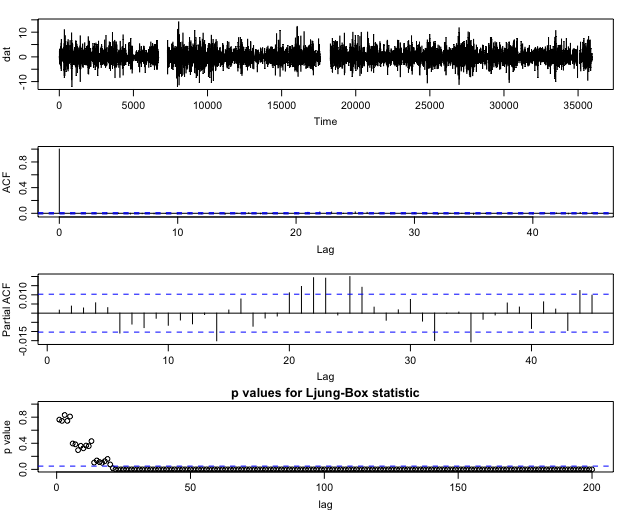 dat
-10 0 10
0 5000 10000 15000 20000 25000 30000 35000
Time
ACF
0.0 0.4 0.8
0 10 20 30 40
Lag
Partial ACF
-0.015 0.010
0 10 20 30 40
Lag
p values for Ljung-Box statistic
p value
0.0 0.4 0.8
0 50 100 150 200
lag